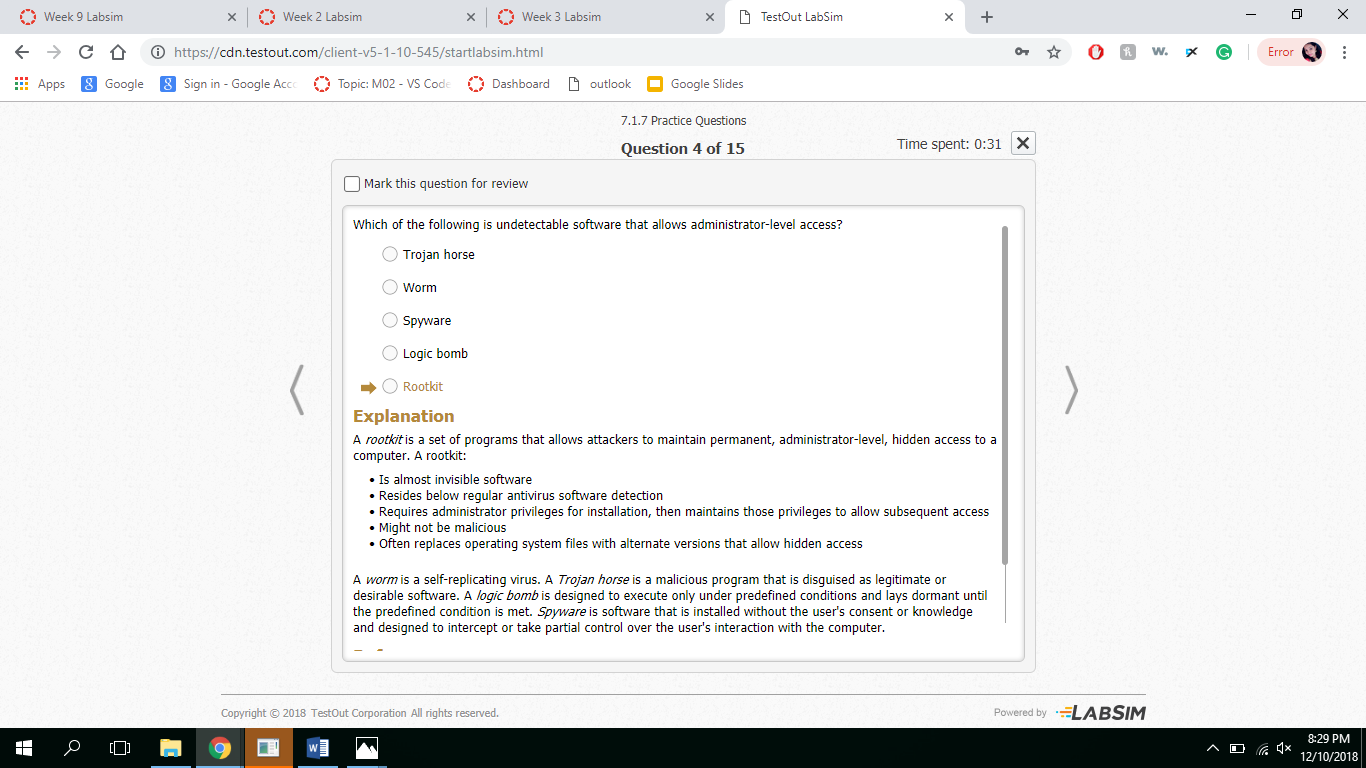 Week 9 Labsim
Week 2 Labsim
Week 3 Labsim
TestOut LabSim
https://cdn.testout.com/client-v5-1-10-545/startlabsim.html
Error
Apps
Google
Sign in - Google Acc
Topic: M02 - VS Code
Dashboard
outlook
Google Slides
7.1.7 Practice Questions
Question 4 of 15
Time spent: 0:31
Mark this question for review
Which of the following is undetectable software that allows administrator-level access?
Trojan horse
Worm
Spyware
Logic bomb
Rootkit
Explanation
A rootkit is a set of programs that allows attackers to maintain permanent, administrator-level, hidden access to a
computer. A rootkit:
• Is almost invisible software
• Resides below regular antivirus software detection
• Requires administrator privileges for installation, then maintains those privileges to allow subsequent access
• Might not be malicious
• Often replaces operating system files with alternate versions that allow hidden access
A worm is a self-replicating virus. A Trojan horse is a malicious program that is disguised as legitimate or
desirable software. A logic bomb is designed to execute only under predefined conditions and lays dormant until
the predefined condition is met. Spyware is software that is installed without the user's consent or knowledge
and designed to intercept or take partial control over the user's interaction with the computer.
Copyright © 2018 TestOut Corporation All rights reserved.
Powered by LABSIM
8:29 PM
12/10/2018